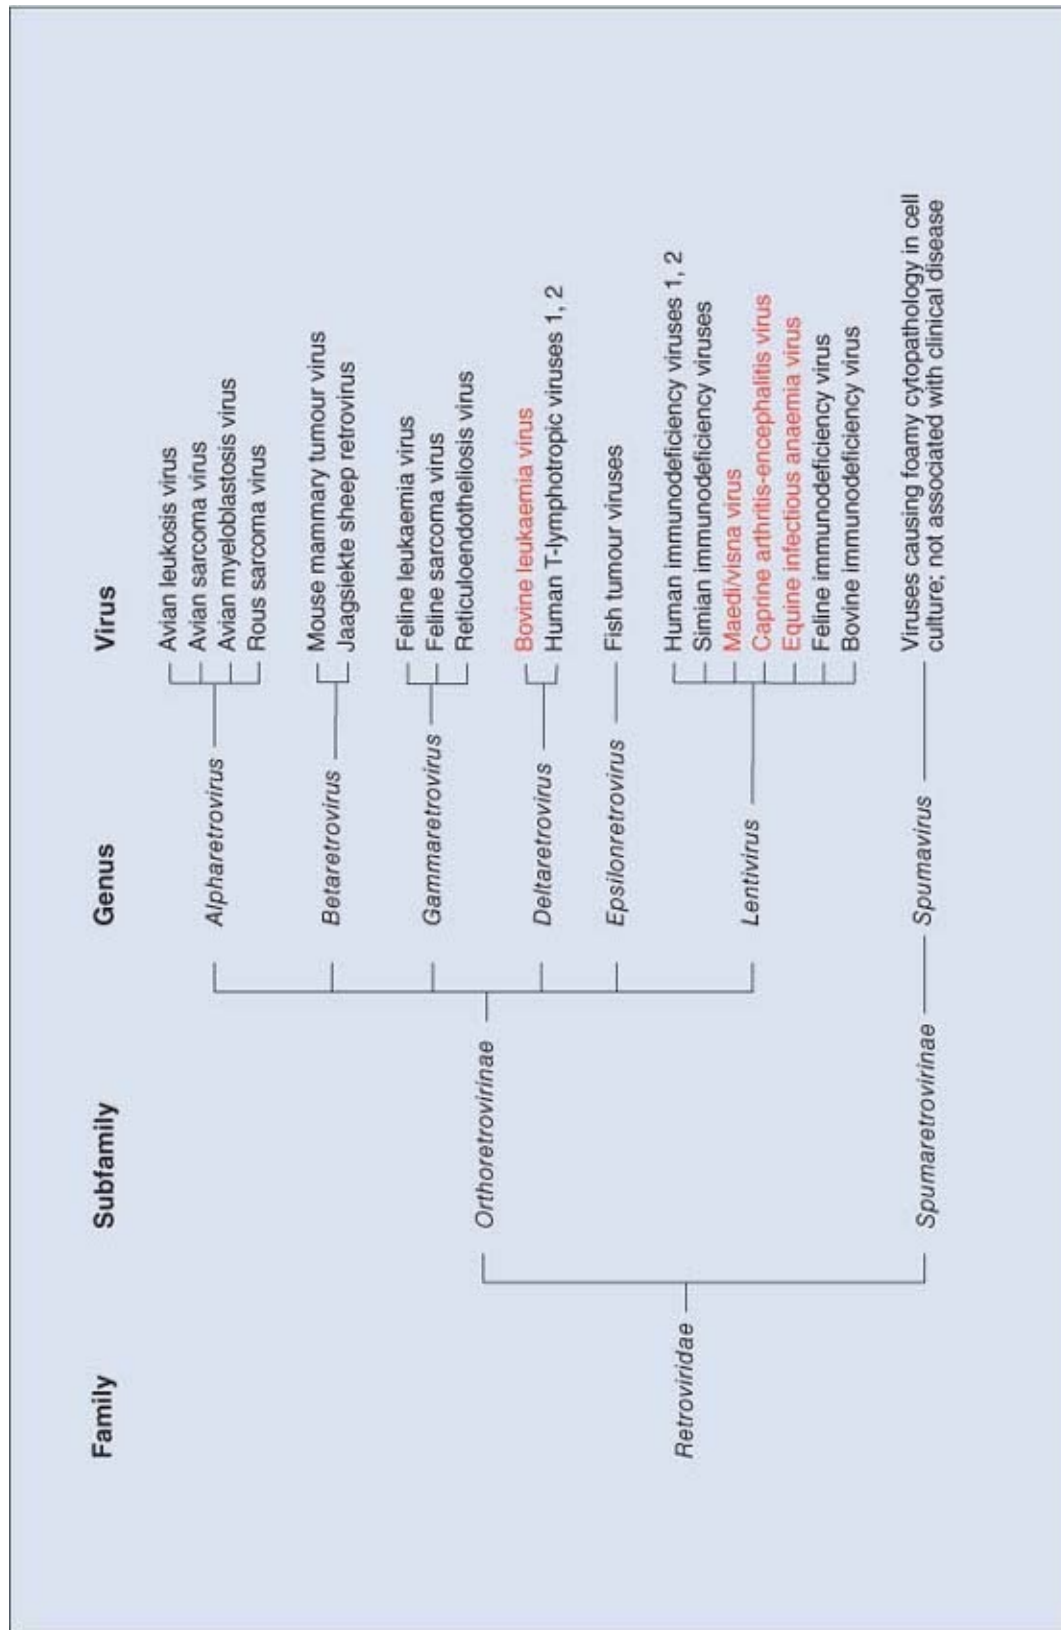 Family
Subfamily
Genus
Virus
Retroviridae
Orthoretrovirinae
Alpharetrovirus
Avian leukosis virus
Avian sarcoma virus
Avian myeloblastosis virus
Rous sarcoma virus
Betaretrovirus
Mouse mammary tumour virus
Jaagsiekte sheep retrovirus
Gammaretrovirus
Feline leukaemia virus
Feline sarcoma virus
Reticuloendotheliosis virus
Deltaretrovirus
Bovine leukaemia virus
Human T-lymphotropic viruses 1, 2
Epsilonretrovirus
Fish tumour viruses
Lentivirus
Human immunodeficiency viruses 1, 2
Simian immunodeficiency viruses
Maedi/visna virus
Caprine arthritis-encephalitis virus
Equine infectious anaemia virus
Feline immunodeficiency virus
Bovine immunodeficiency virus
Spumaretrovirinae
Spumavirus
Viruses causing foamy cytopathology in cell
culture; not associated with clinical disease